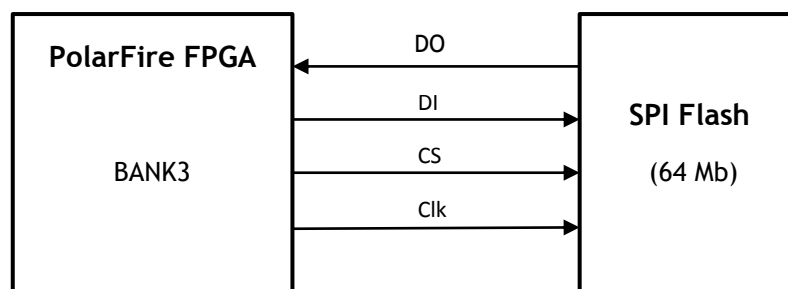 PolarFire FPGA
BANK3
DO
DI
CS
Clk
SPI Flash
(64 Mb)